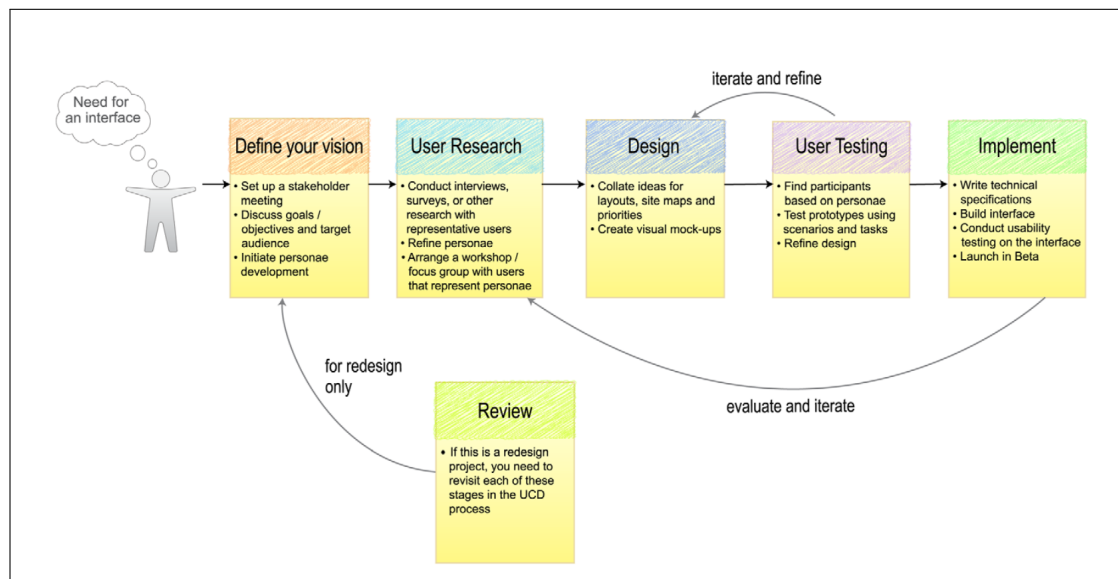 Need for
an interface
Define your vision
• Set up a stakeholder
meeting
• Discuss goals /
objectives and target
audience
• Initiate personae
development
User Research
• Conduct interviews,
surveys, or other
research with
representative users
• Refine personae
• Arrange a workshop /
focus group with users
that represent personae
Design
• Collate ideas for
layouts, site maps and
priorities
• Create visual mock-ups
iterate and refine
User Testing
• Find participants
based on personae
• Test prototypes using
scenarios and tasks
• Refine design
Implement
• Write technical
specifications
• Build interface
• Conduct usability
testing on the interface
• Launch in Beta
for redesign
only
evaluate and iterate
Review
• If this is a redesign
project, you need to
revisit each of these
stages in the UCD
process